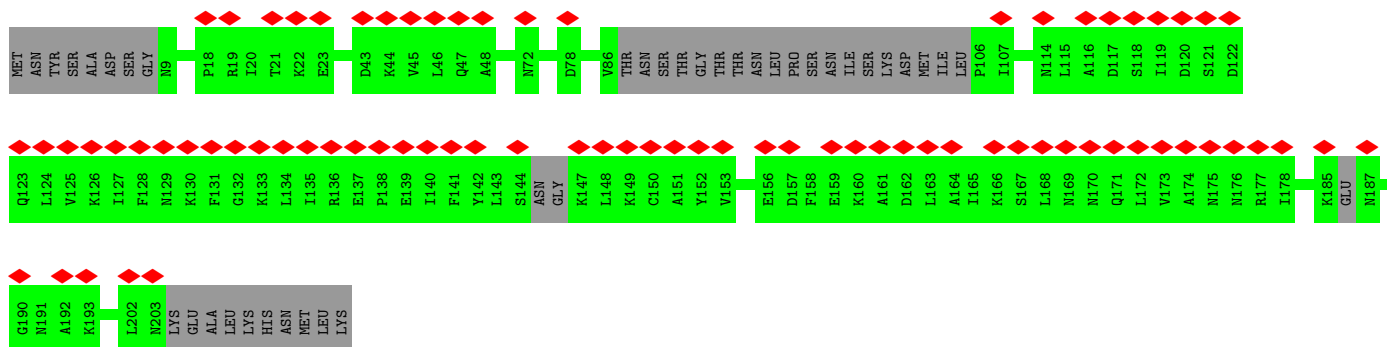 MET ASN TYR SER ALA ASP SER GLY N9 P18 R19 I20 T21 K22 E23 D43 K44 V45 L46 Q47 A48 N72 D78 V86 THR ASN SER THR GLY THR THR ASN LEU PRO SER ASN ILE SER LYS ASP MET ILE LEU P106 I107 N114 L115 A116 D117 S118 I119 D120 S121 D122
Q123 L124 V125 K126 I127 F128 N129 K130 F131 G132 K133 L134 I135 R136 E137 P138 E139 I140 F141 Y142 L143 S144 ASN GLY K147 L148 K149 C150 A151 Y152 V153 E156 D157 F158 E159 K160 A161 D162 L163 A164 I165 K166 S167 L168 N169 N170 Q171 L172 V173 A174 N175 N176 R177 I178 K185 GLU N187
G190 N191 A192 K193 L202 N203 LYS GLU ALA LEU LYS HIS ASN MET LEU LYS